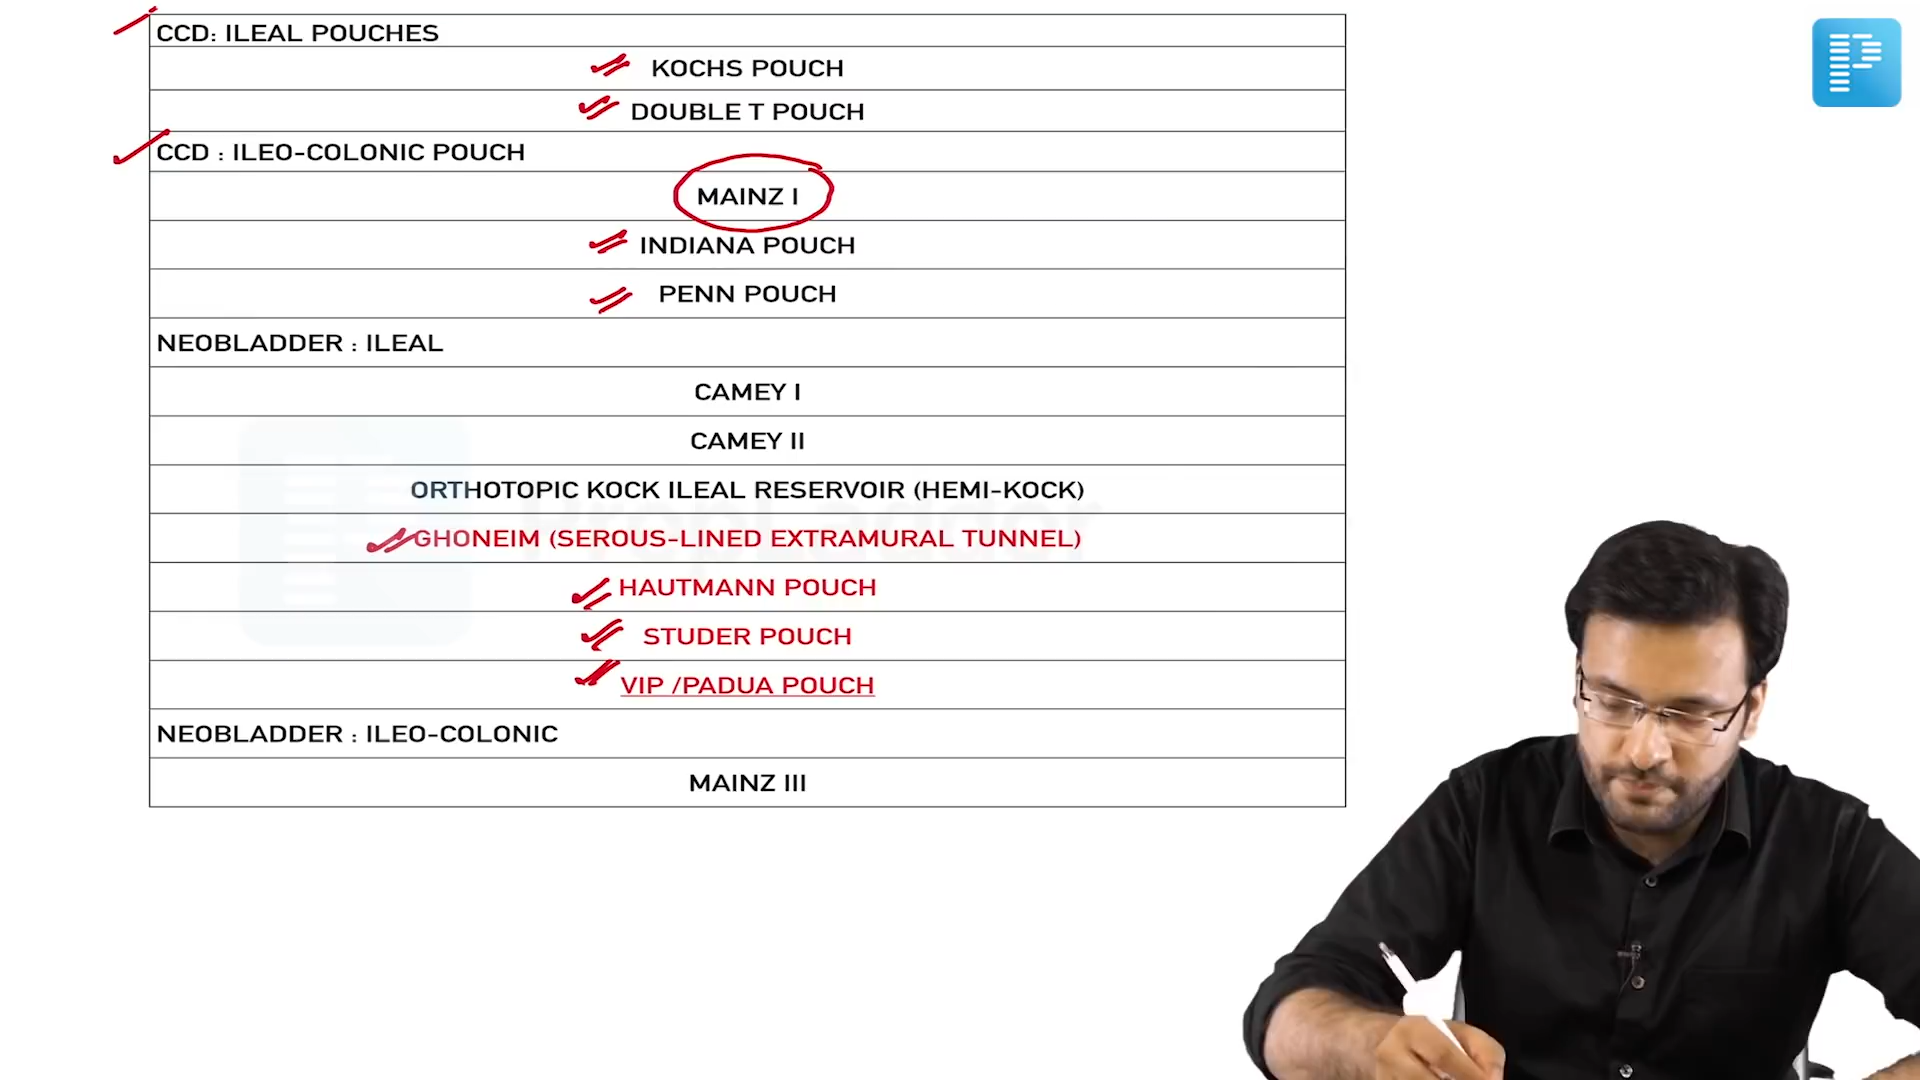 CCD: ILEAL POUCHES
KOCHS POUCH
DOUBLE T POUCH
CCD : ILEO-COLONIC POUCH
MAINZ I
INDIANA POUCH
PENN POUCH
NEOBLADDER : ILEAL
CAMEY I
CAMEY II
ORTHOTOPIC KOCK ILEAL RESERVOIR (HEMI-KOCK)
GHONEIM (SEROUS-LINED EXTRAMURAL TUNNEL)
HAUTMANN POUCH
STUDER POUCH
VIP /PADUA POUCH
NEOBLADDER : ILEO-COLONIC
MAINZ III